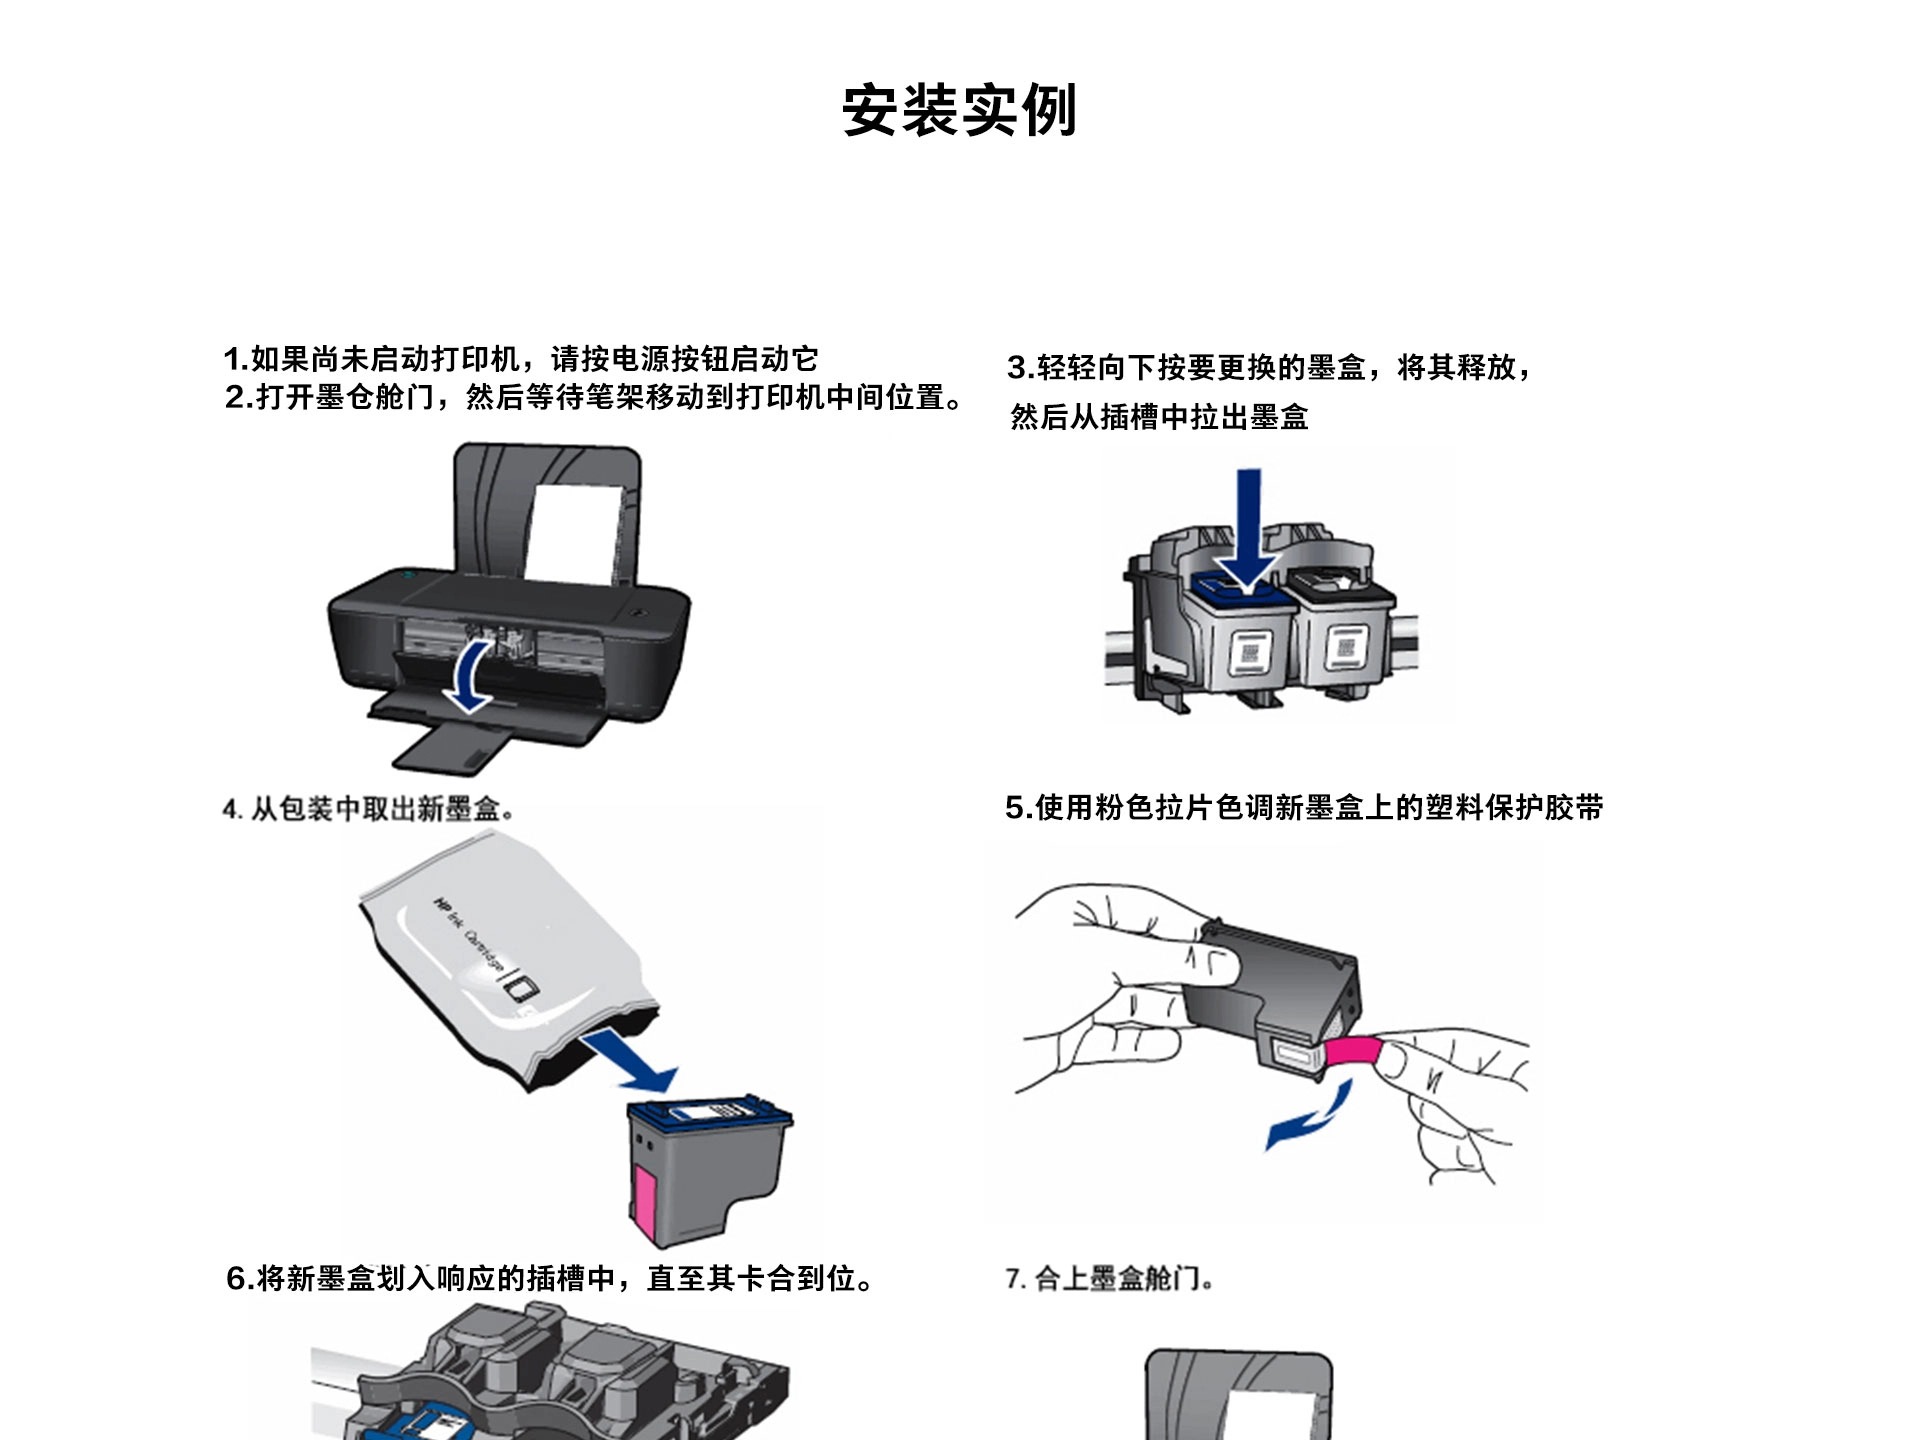 安装实例
1.如果尚未启动打印机，请按电源按钮启动它
2.打开墨仓舱门，然后等待笔架移动到打印机中间位置。
3.轻轻向下按要更换的墨盒，将其释放，
然后从插槽中拉出墨盒
4. 从包装中取出新墨盒。
HP Ink Cartridge
5.使用粉色拉片色调新墨盒上的塑料保护胶带
6.将新墨盒划入响应的插槽中，直至其卡合到位。
7. 合上墨盒舱门。